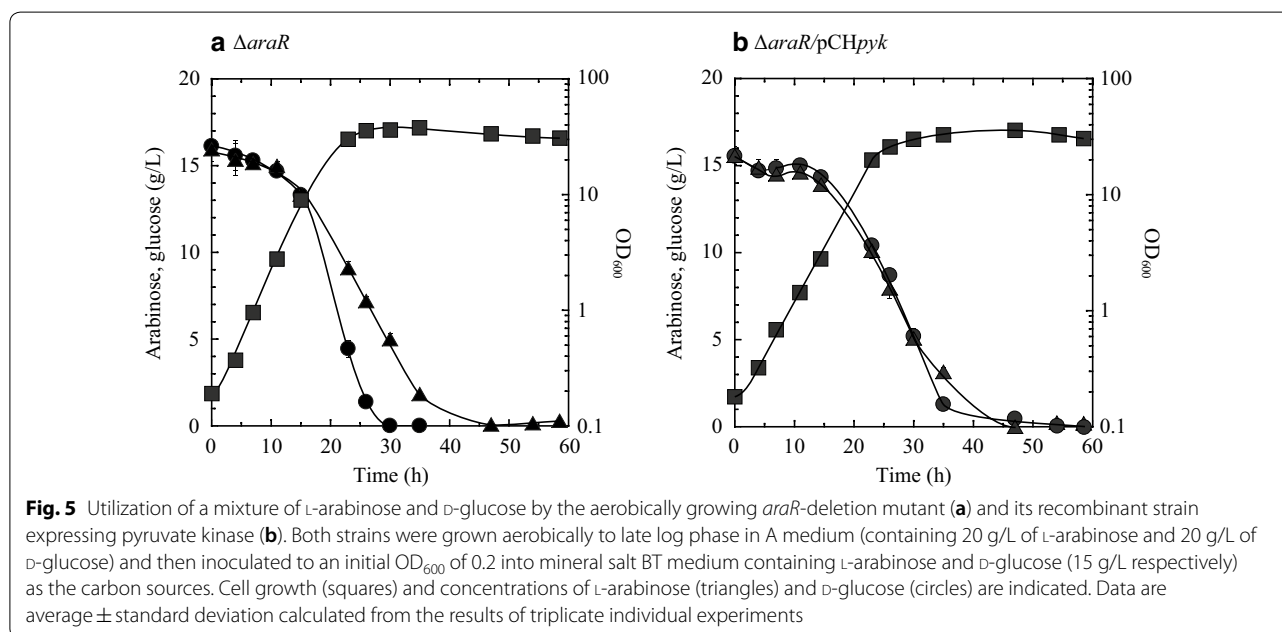 a ΔaraR
b ΔaraR/pCHpyk
20
15
10
5
0
Arabinose, glucose (g/L)
100
10
1
0.1
OD600
0 10 20 30 40 50 60
Time (h)
20
15
10
5
0
Arabinose, glucose (g/L)
100
10
1
0.1
OD600
0 10 20 30 40 50 60
Time (h)
Fig. 5 Utilization of a mixture of L-arabinose and D-glucose by the aerobically growing araR-deletion mutant (a) and its recombinant strain
expressing pyruvate kinase (b). Both strains were grown aerobically to late log phase in A medium (containing 20 g/L of L-arabinose and 20 g/L of
D-glucose) and then inoculated to an initial OD600 of 0.2 into mineral salt BT medium containing L-arabinose and D-glucose (15 g/L respectively)
as the carbon sources. Cell growth (squares) and concentrations of L-arabinose (triangles) and D-glucose (circles) are indicated. Data are
average ± standard deviation calculated from the results of triplicate individual experiments